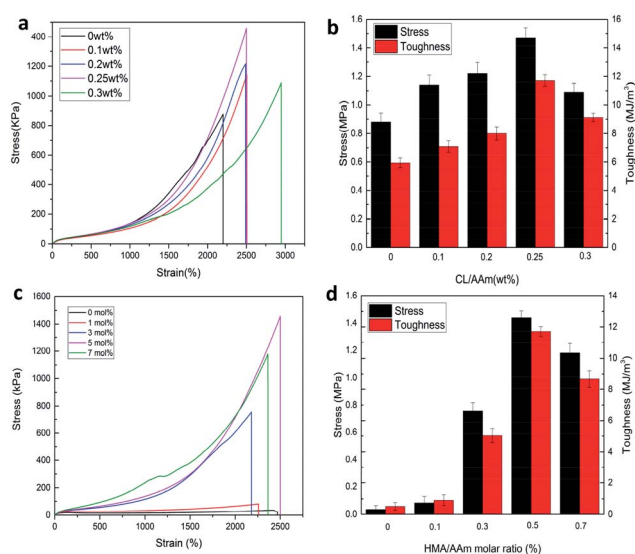 a
Stress(KPa)
400
1200
1000
800
600
400
200
0
0wt%
0.1wt%
0.2wt%
0.25wt%
0.3wt%
0 500 1000 1500 2000 2500 3000
Strain(%)
b
Stress(MPa)
1.6
1.4
1.2
1.0
0.8
0.6
0.4
0.2
0.0
Stress
Toughness
16
14
12
10
8
6
4
2
0
Toughness(MJ/m³)
0 0.1 0.2 0.25 0.3
CL/AAm(wt%)
c
Stress (kPa)
1600
1400
1200
1000
800
600
400
200
0
0 mol%
1 mol%
3 mol%
5 mol%
7 mol%
0 500 1000 1500 2000 2500
Strain (%)
d
Stress (MPa)
1.6
1.4
1.2
1.0
0.8
0.6
0.4
0.2
0.0
Stress
Toughness
14
12
10
8
6
4
2
0
Toughness (MJ/m³)
0 0.1 0.3 0.5 0.7
HMA/AAm molar ratio (%)